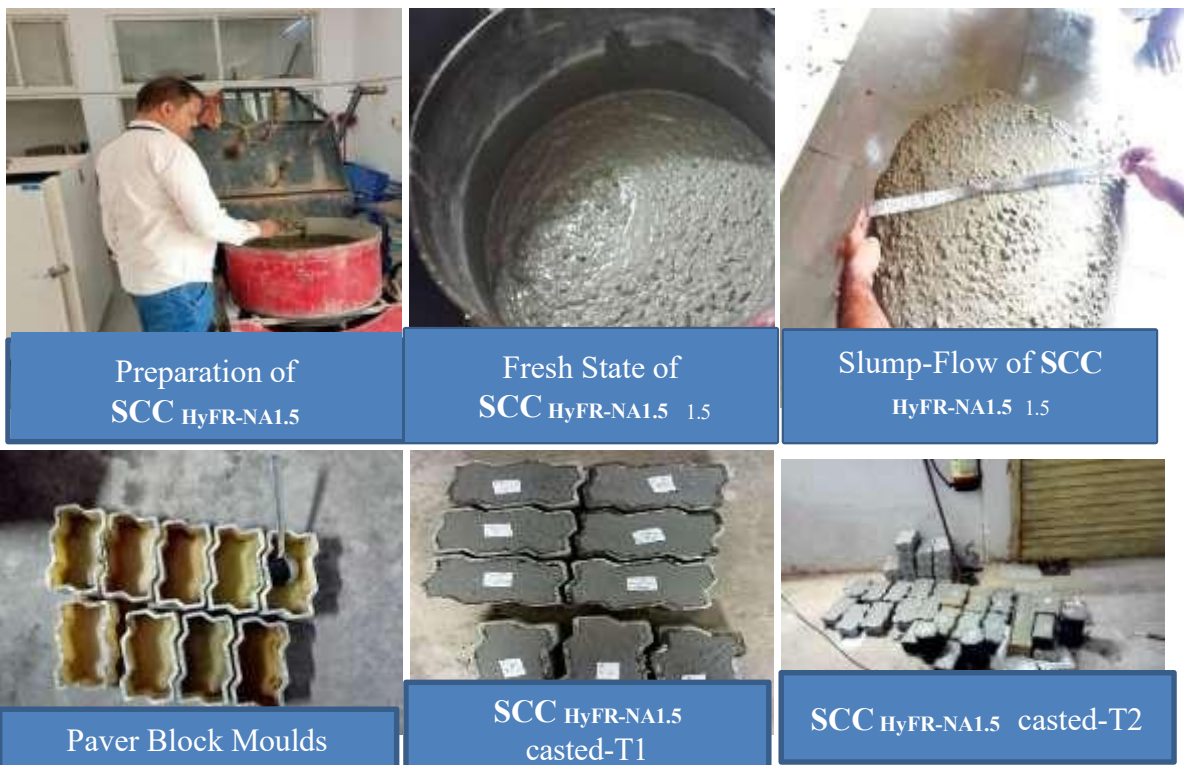 Preparation of
SCC HyFR-NA1.5
Fresh State of
SCC HyFR-NA1.5 1.5
Slump-Flow of SCC
HyFR-NA1.5 1.5
Paver Block Moulds
SCC HyFR-NA1.5
casted-T1
SCC HyFR-NA1.5 casted-T2